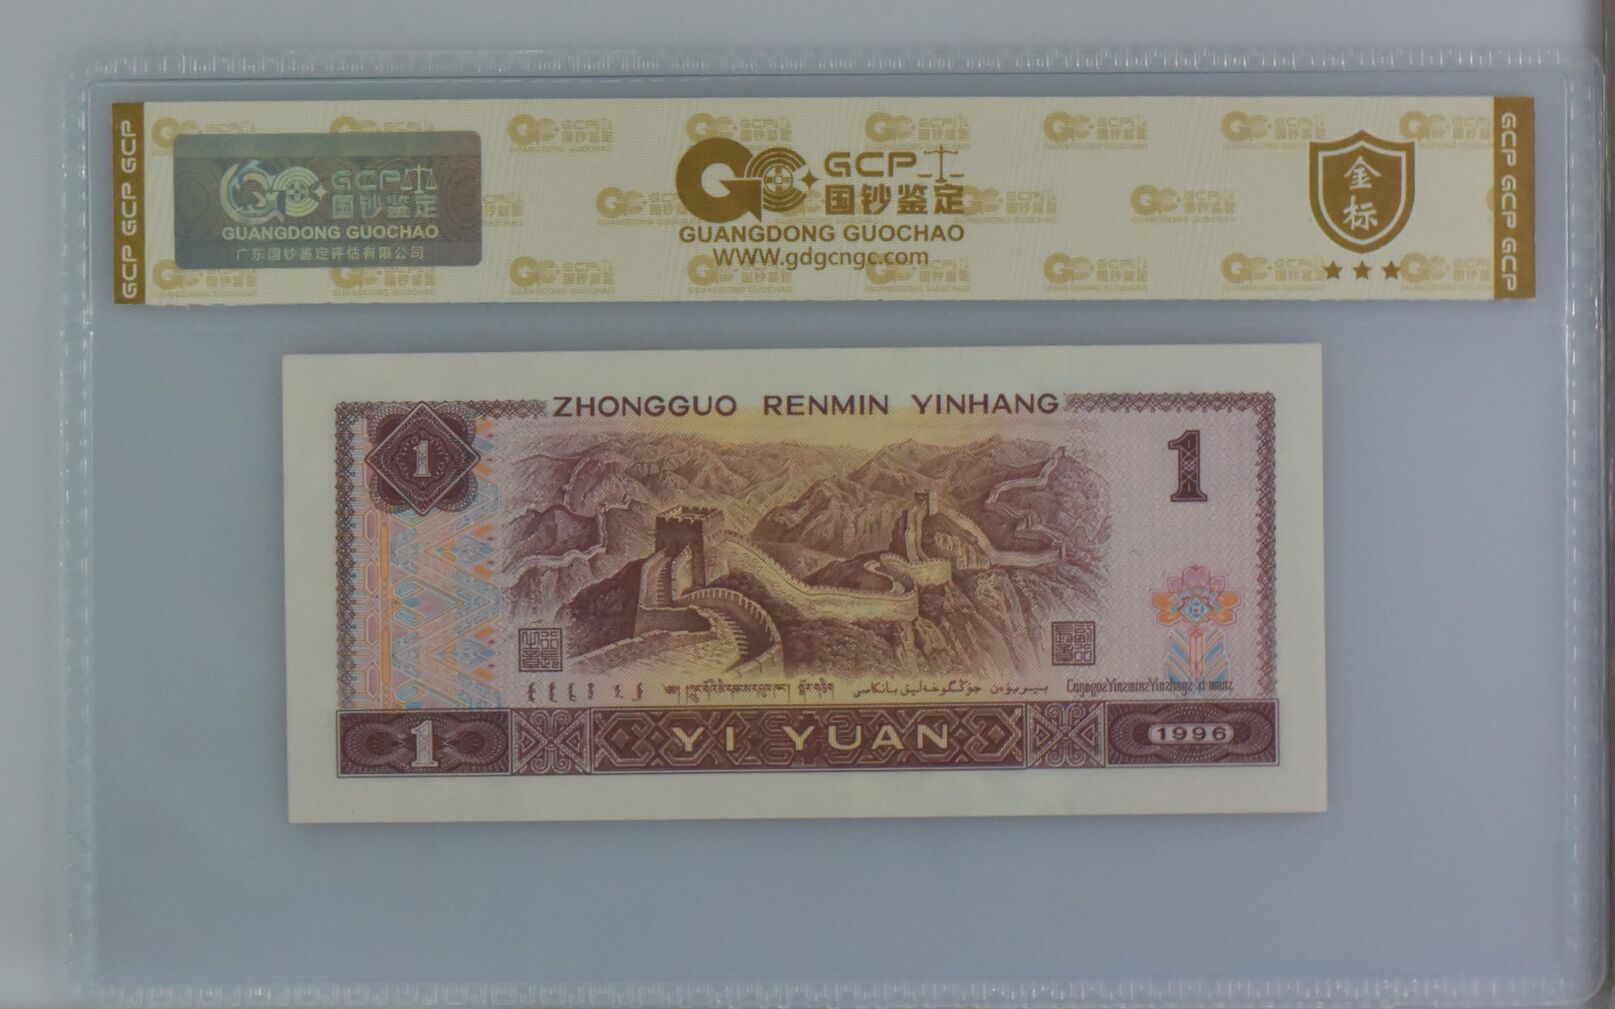 GCP GCP GCP
GCP
国钞鉴定
GUANGDONG GUOCHAO
广东国钞鉴定评估有限公司
GCP
国钞鉴定
GUANGDONG GUOCHAO
WWW.gdgcngc.com
金标
GCP GCP GCP
ZHONGGUO RENMIN YINHANG
1
1
1
YI YUAN
1996